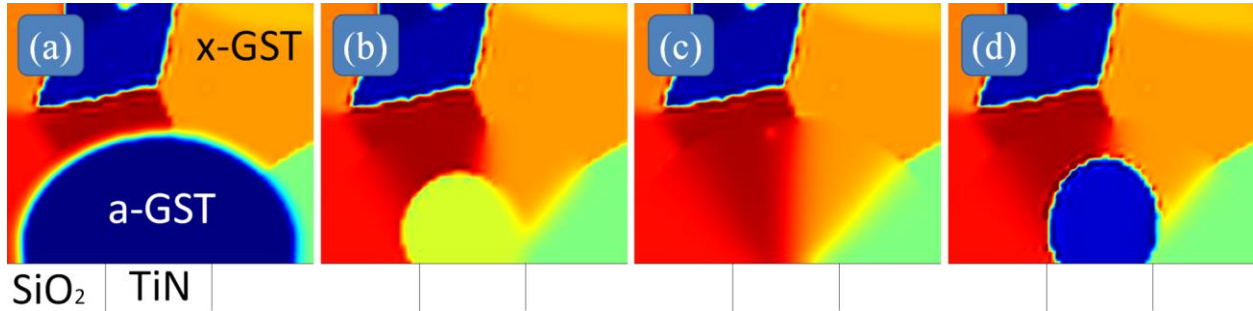 (a)
x-GST
a-GST
(b)
(c)
(d)
SiO₂
TiN